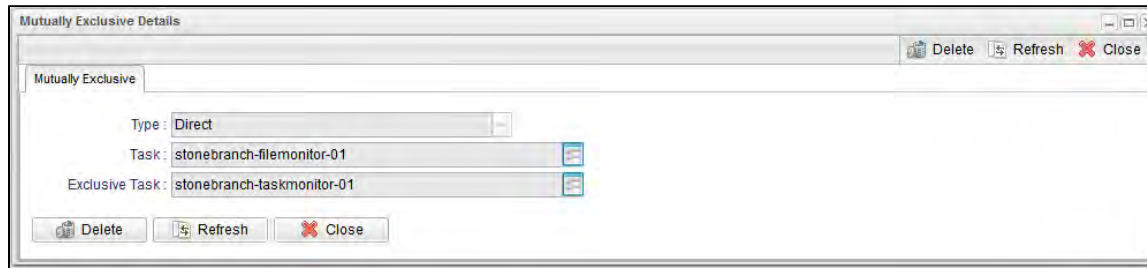 Mutually Exclusive Details
Delete Refresh Close
Mutually Exclusive
Type : Direct
Task : stonebranch-filemonitor-01
Exclusive Task : stonebranch-taskmonitor-01
Delete Refresh Close